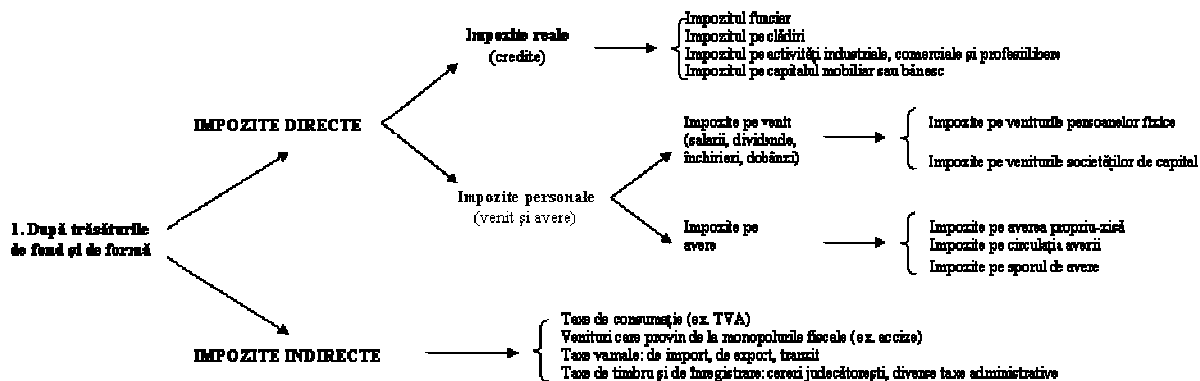 Impozite reale
(credite)
Impozitul funciar
Impozitul pe clădiri
Impozitul pe activități industriale, comerciale și profesii libere
Impozitul pe capitalul mobiliar sau bănesc
IMPOZITE DIRECTE
Impozite pe venit
(salarii, dividende,
închirieri, dobânzi)
Impozite pe veniturile persoanelor fizice
Impozite pe veniturile societăților de capital
Impozite personale
(venit și avere)
1. După trăsăturile
de fond și de formă
Impozite pe
avere
Impozite pe averea propriu-zisă
Impozite pe circulația averii
Impozite pe sporul de avere
IMPOZITE INDIRECTE
Taxe de consumație (ex. TVA)
Venituri care provin de la monopolurile fiscale (ex. accize)
Taxe vamale: de import, de export, tranzit
Taxe de timbru și de înregistrare: cereri judecătorești, diverse taxe administrative